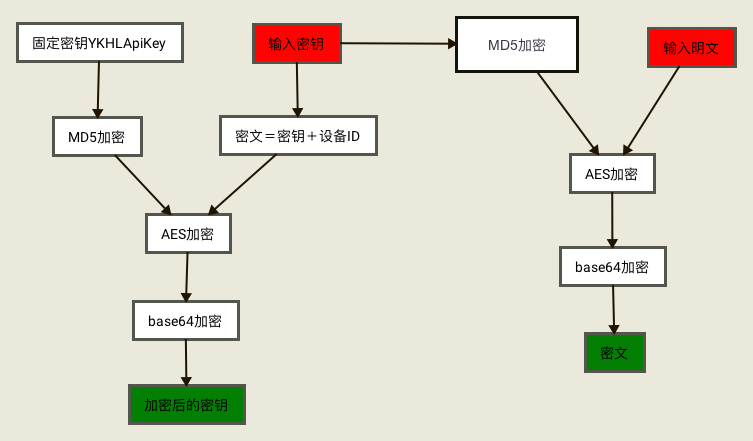 固定密钥YKHLApiKey
输入密钥
MD5加密
输入明文
MD5加密
密文＝密钥＋设备ID
AES加密
AES加密
base64加密
base64加密
密文
加密后的密钥